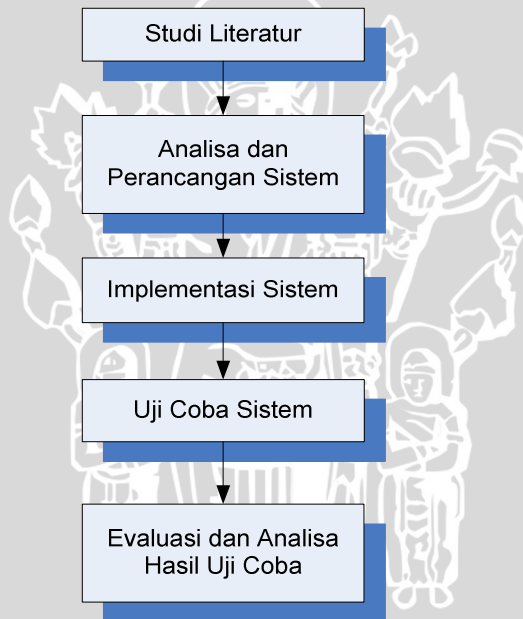 Studi Literatur
Analisa dan
Perancangan Sistem
Implementasi Sistem
Uji Coba Sistem
Evaluasi dan Analisa
Hasil Uji Coba